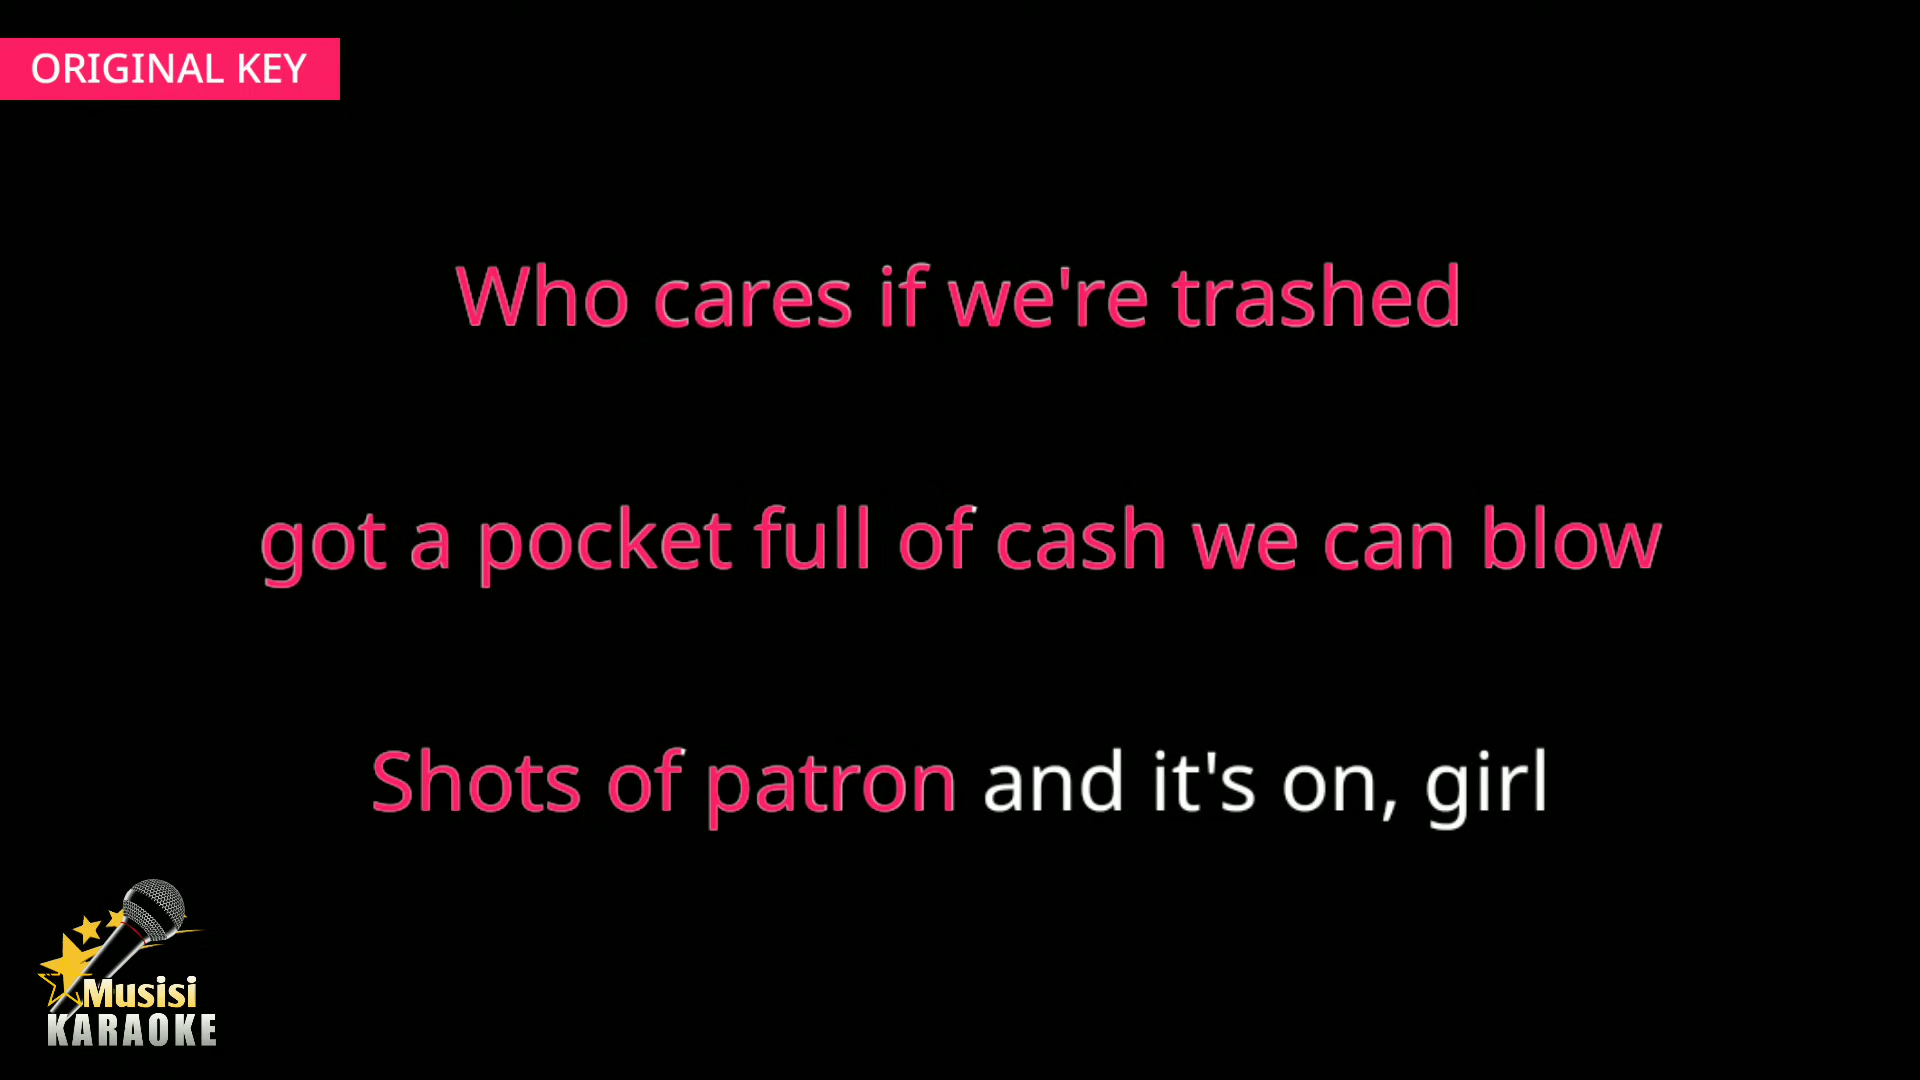 ORIGINAL KEY
Who cares if we're trashed
got a pocket full of cash we can blow
Shots of patron and it's on, girl
Musisi
KARAOKE